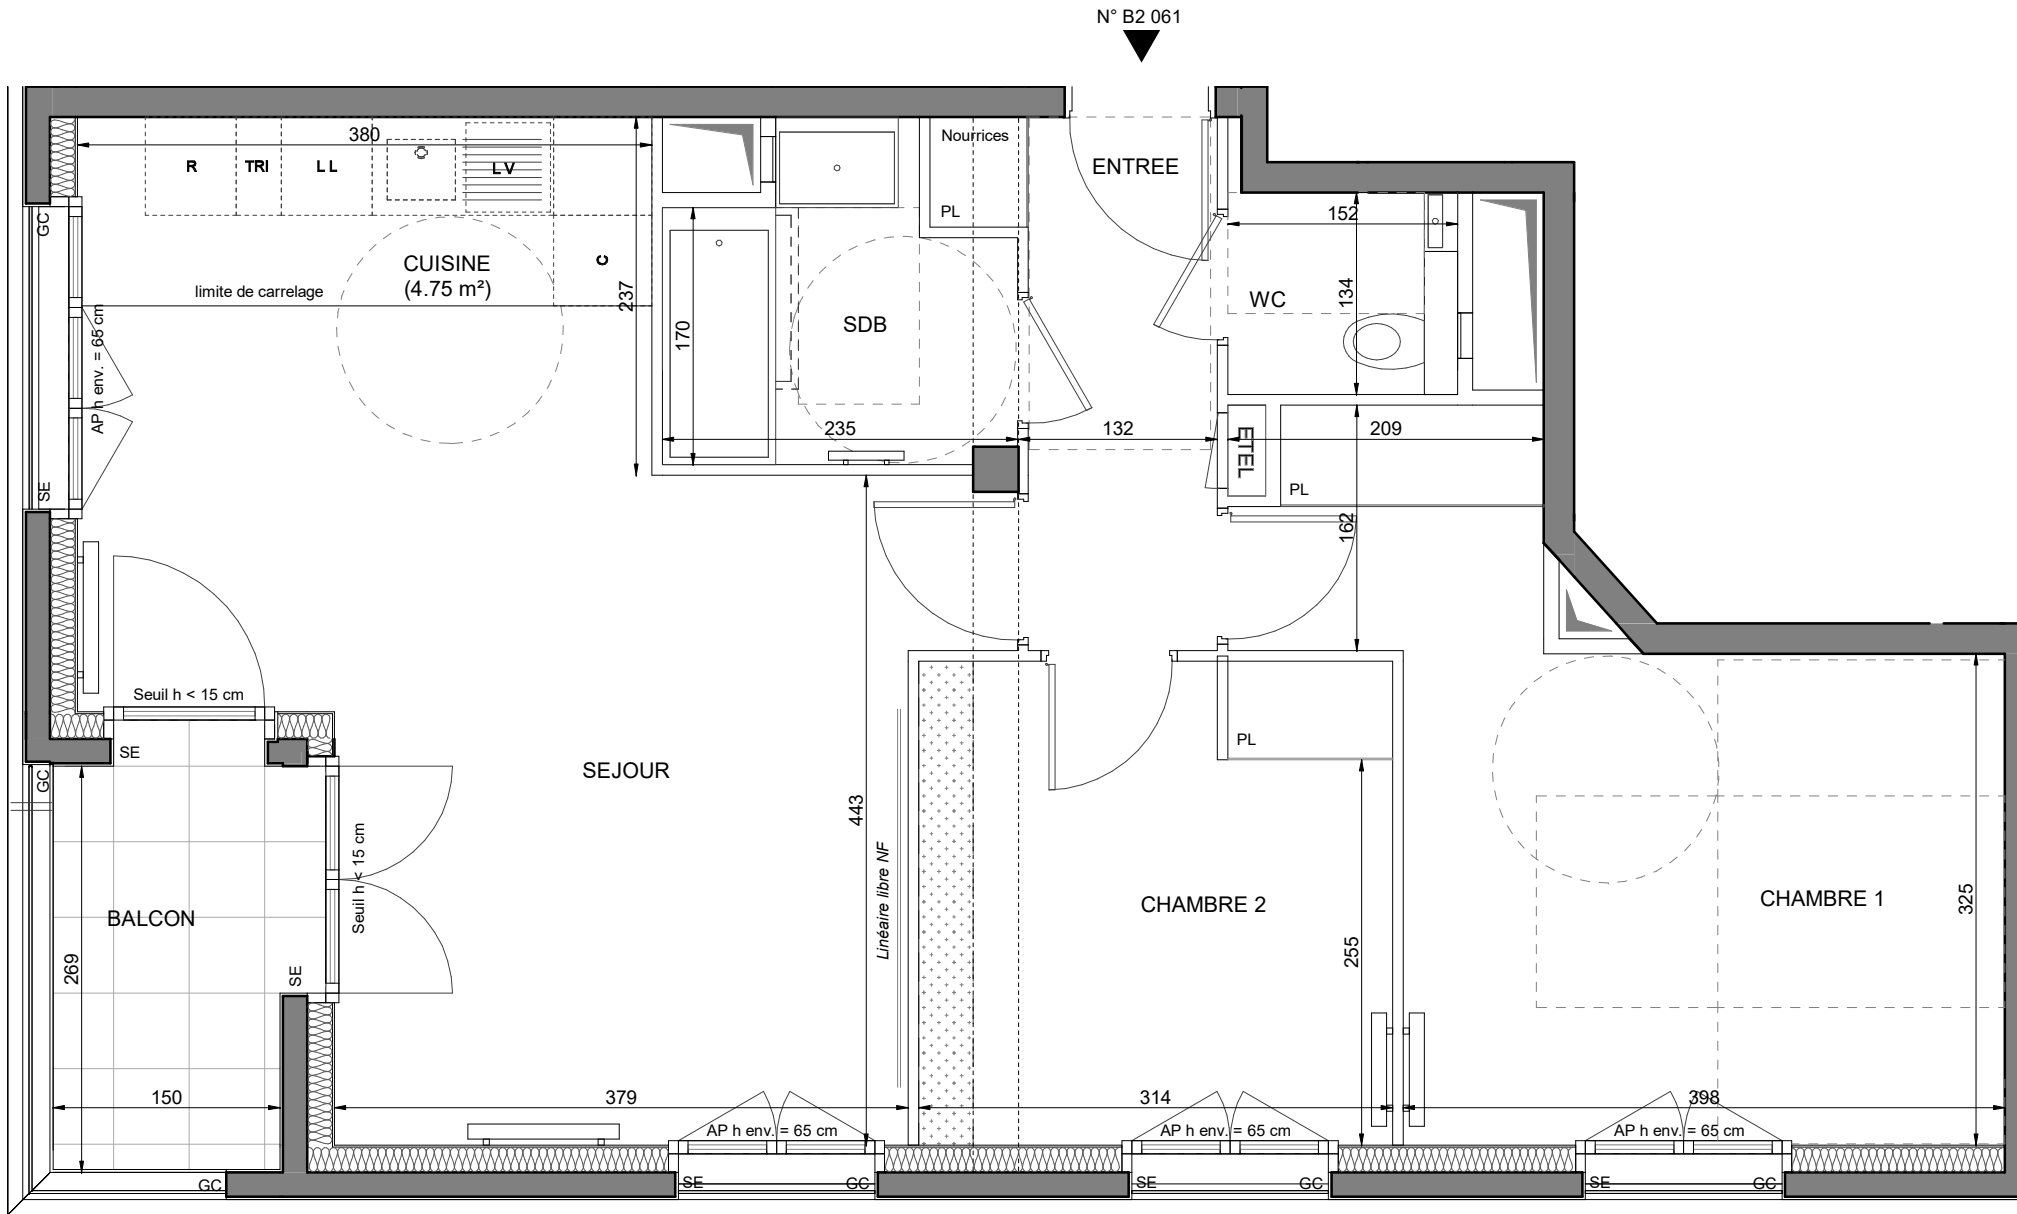 N° B2 061
380
Nourrices
ENTREE
R
TRI
L L
L V
PL
152
GC
CUISINE
(4.75 m²)
C
limite de carrelage
237
134
WC
SDB
170
AP h env. = 65 cm
235
132
209
ETEL
SE
PL
162
Seuil h < 15 cm
SE
PL
GC
SEJOUR
443
Seuil h < 15 cm
Linéaire libre NF
BALCON
CHAMBRE 2
CHAMBRE 1
325
269
SE
255
150
379
314
398
AP h env. = 65 cm
AP h env. = 65 cm
AP h env. = 65 cm
GC
SE
GC
SE
GC
SE
GC